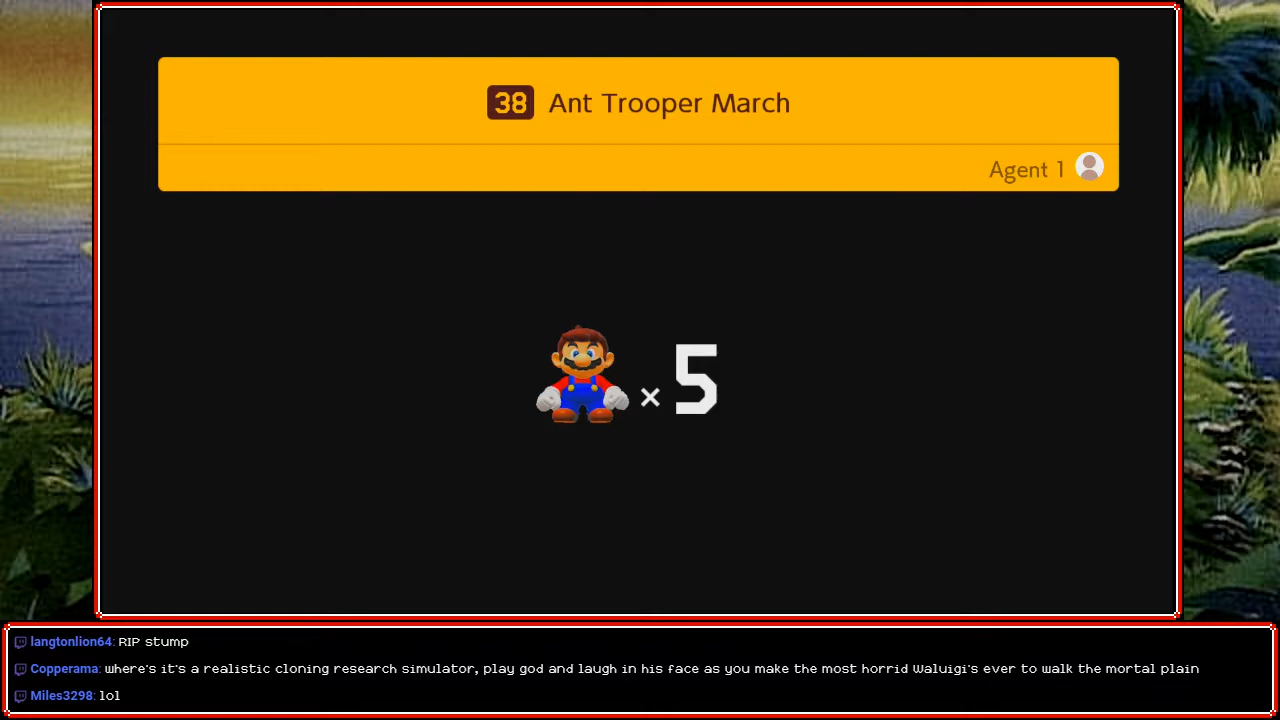 38 Ant Trooper March
Agent 1
× 5
langtonlion64: RIP stump
Copperama: where's it's a realistic cloning research simulator, play god and laugh in his face as you make the most horrid Waluigi's ever to walk the mortal plain
Miles3298: lol